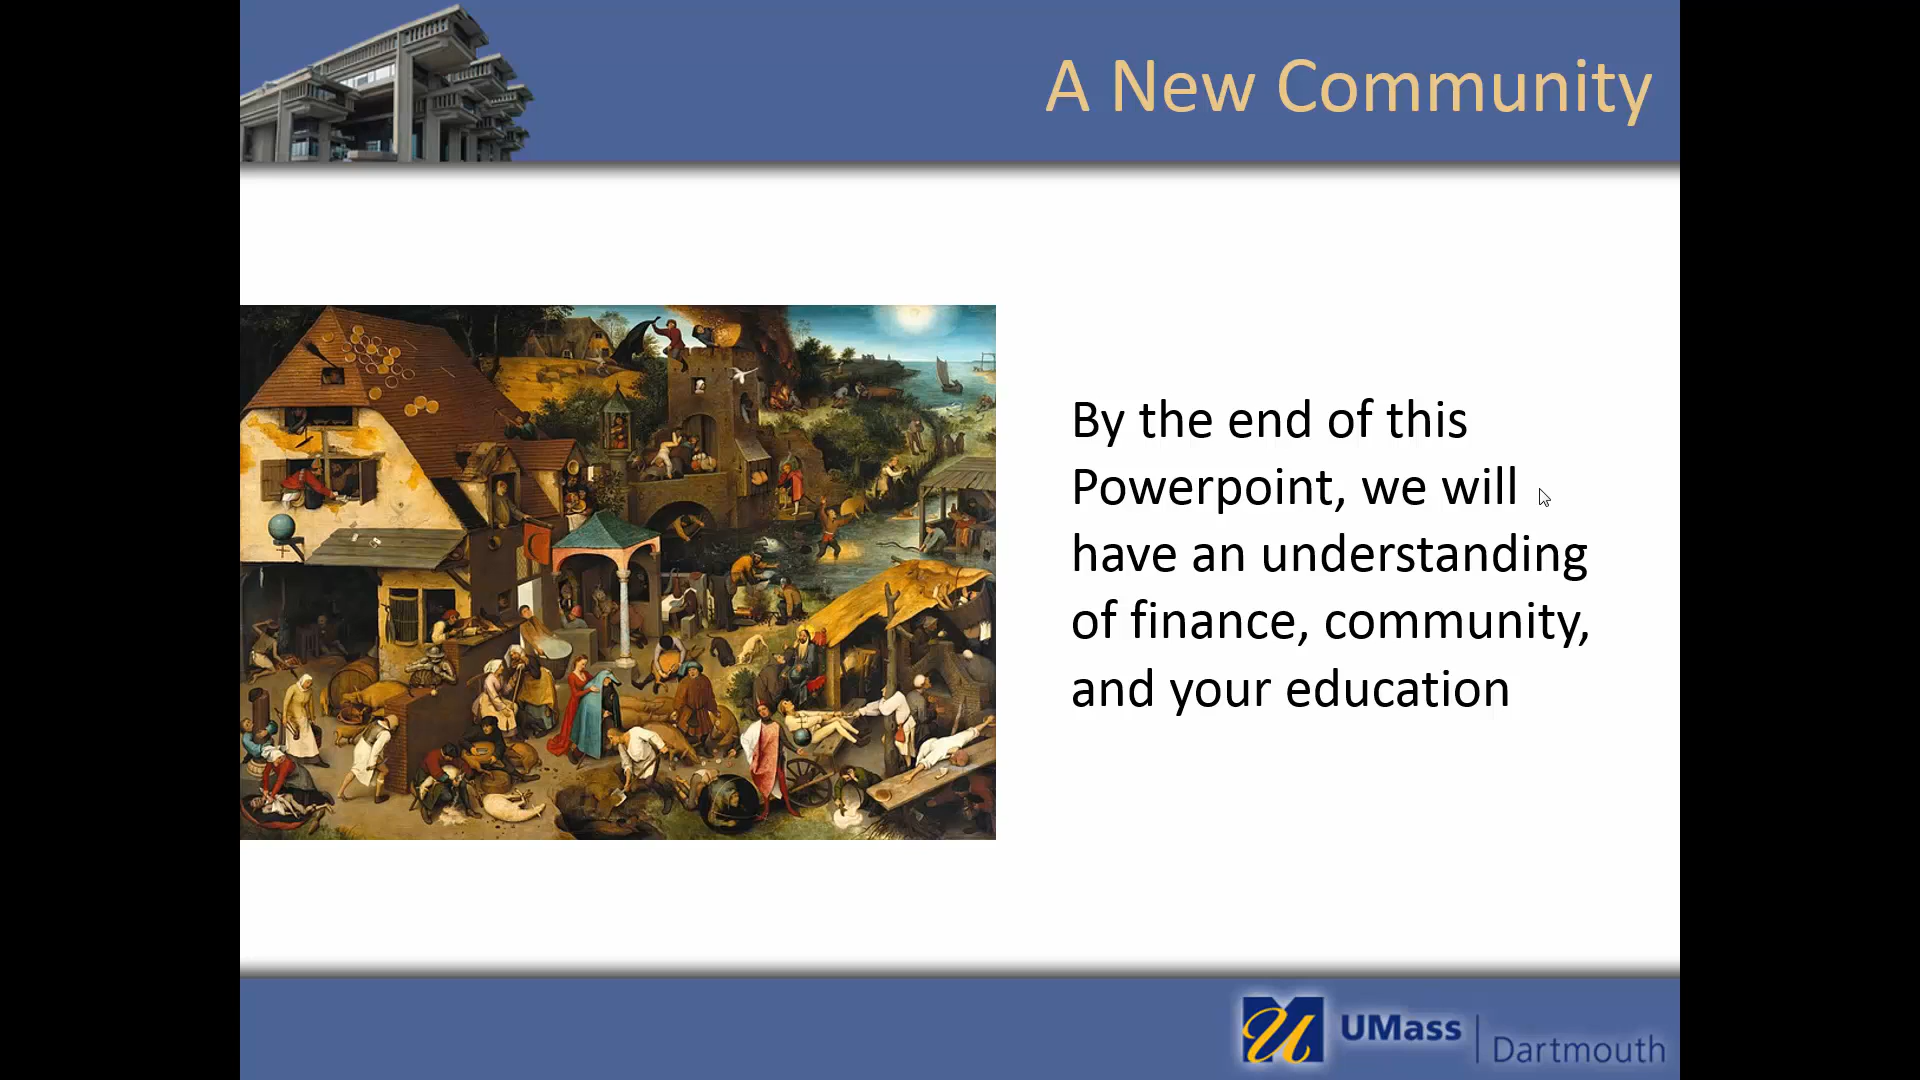 A New Community
By the end of this
Powerpoint, we will
have an understanding
of finance, community,
and your education
UMass
Dartmouth